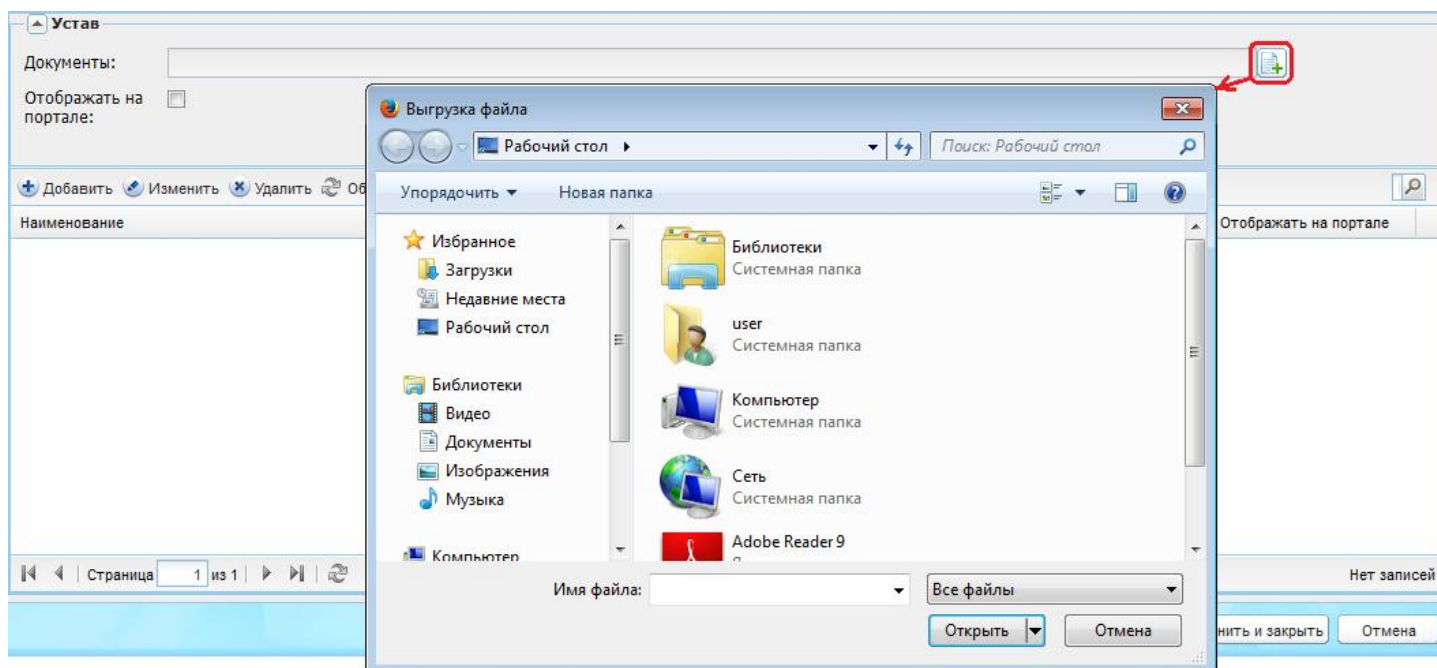 Устав
Документы:
Отображать на
портале:
Добавить Изменить Удалить Об
Наименование
Отображать на портале
Страница 1 из 1
Нет записей
нить и закрыть Отмена
Выгрузка файла
Рабочий стол
Поиск: Рабочий стол
Упорядочить Новая папка
Избранное
Загрузки
Недавние места
Рабочий стол
Библиотеки
Видео
Документы
Изображения
Музыка
Компьютер
Библиотеки
Системная папка
user
Системная папка
Компьютер
Системная папка
Сеть
Системная папка
Adobe Reader 9
Имя файла:
Все файлы
Открыть Отмена